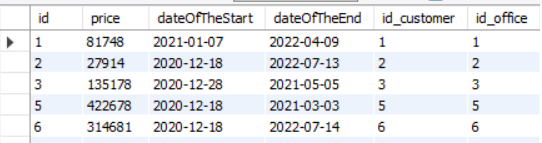 id price dateOfTheStart dateOfTheEnd id_customer id_office
1 81748 2021-01-07 2022-04-09 1 1
2 27914 2020-12-18 2022-07-13 2 2
3 135178 2020-12-28 2021-05-05 3 3
5 422678 2020-12-18 2021-03-03 5 5
6 314681 2020-12-18 2022-07-14 6 6